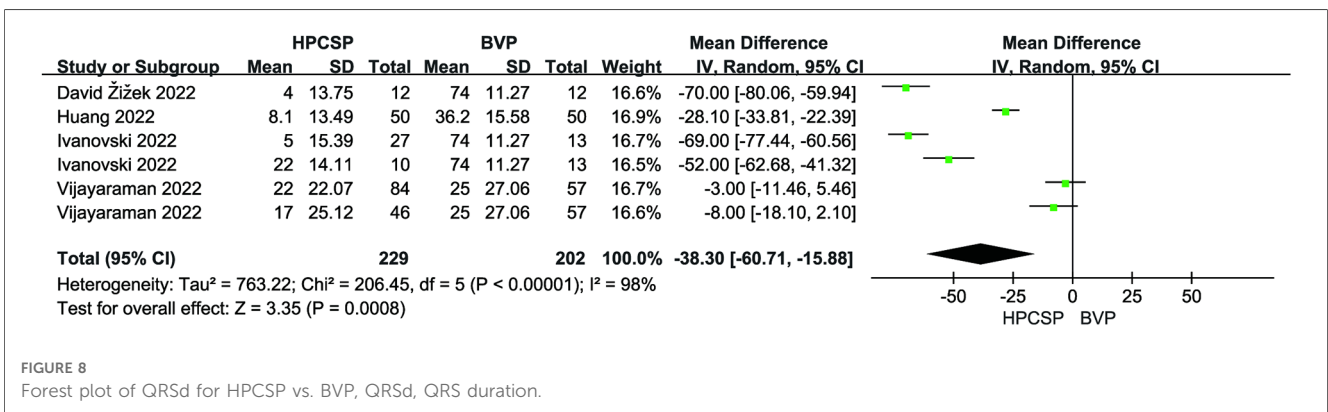 HPCSP BVP Mean Difference Mean Difference
Study or Subgroup Mean SD Total Mean SD Total Weight IV, Random, 95% CI IV, Random, 95% CI
David Žižek 2022 4 13.75 12 74 11.27 12 16.6% -70.00 [-80.06, -59.94]
Huang 2022 8.1 13.49 50 36.2 15.58 50 16.9% -28.10 [-33.81, -22.39]
Ivanovski 2022 5 15.39 27 74 11.27 13 16.7% -69.00 [-77.44, -60.56]
Ivanovski 2022 22 14.11 10 74 11.27 13 16.5% -52.00 [-62.68, -41.32]
Vijayaraman 2022 22 22.07 84 25 27.06 57 16.7% -3.00 [-11.46, 5.46]
Vijayaraman 2022 17 25.12 46 25 27.06 57 16.6% -8.00 [-18.10, 2.10]
Total (95% CI) 229 202 100.0% -38.30 [-60.71, -15.88]
Heterogeneity: Tau² = 763.22; Chi² = 206.45, df = 5 (P < 0.00001); I² = 98%
Test for overall effect: Z = 3.35 (P = 0.0008)
-50 -25 0 25 50
HPCSP BVP
FIGURE 8
Forest plot of QRSd for HPCSP vs. BVP, QRSd, QRS duration.